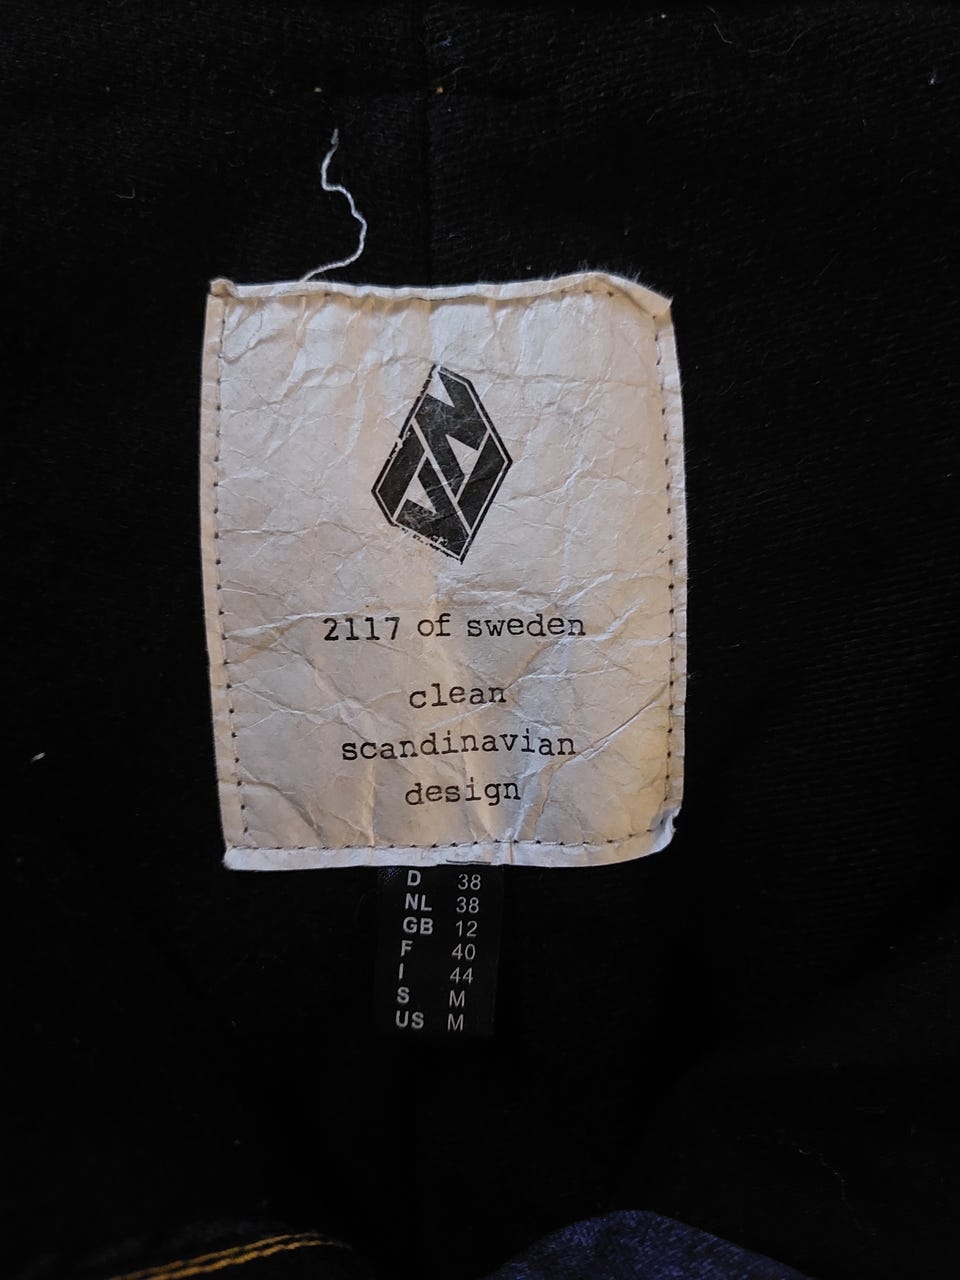 2117 of sweden
clean
scandinavian
design
D 38
NL 38
GB 12
F 40
I 44
S M
US M